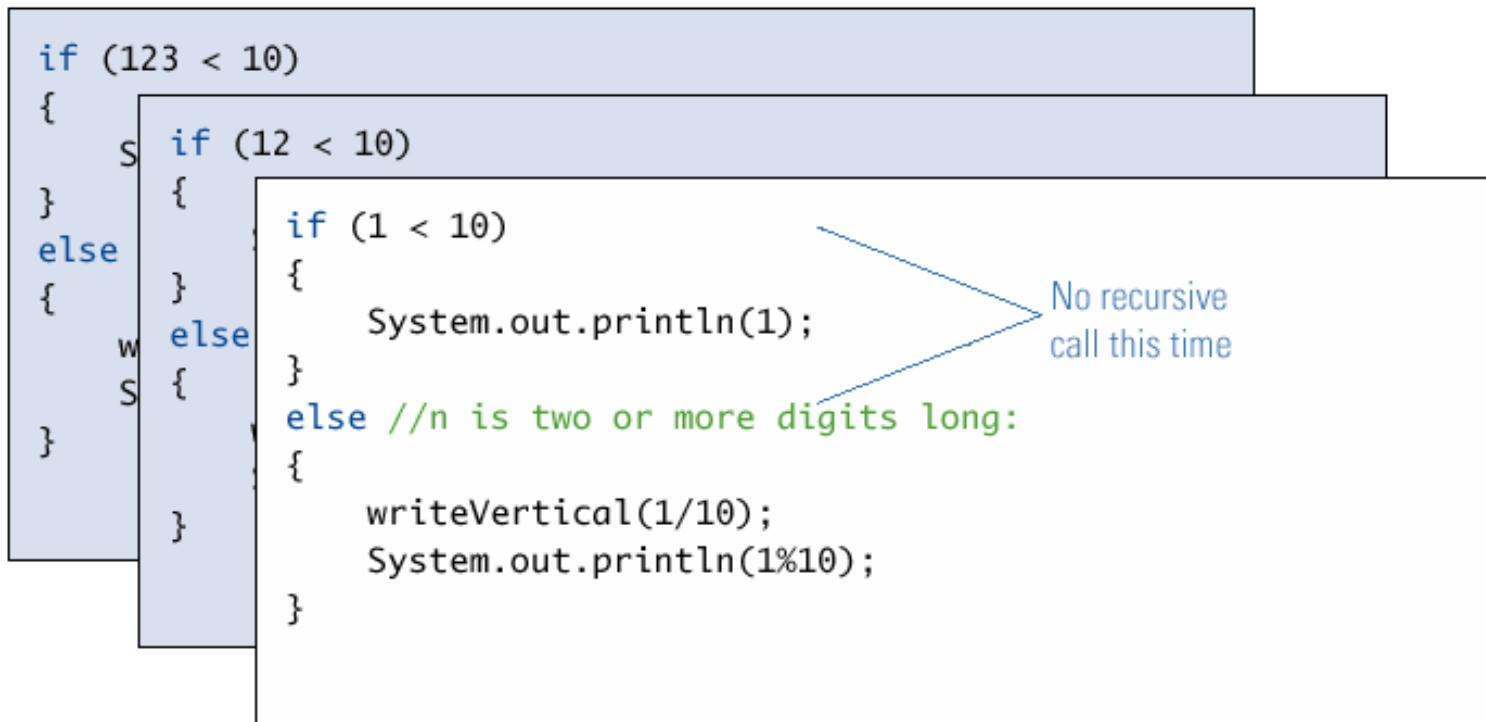 if (123 < 10)
{
S
}
else
{
w
S
}
if (12 < 10)
{
}
else
{
}
if (1 < 10)
{
System.out.println(1);
}
else //n is two or more digits long:
{
writeVertical(1/10);
System.out.println(1%10);
}
No recursive
call this time